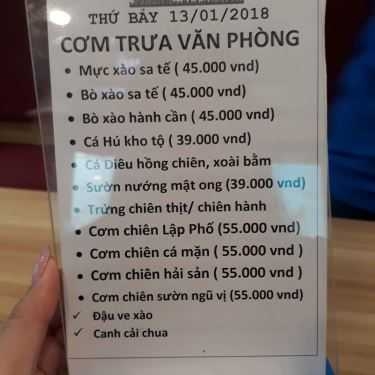 THỨ BẢY 13/01/2018
CƠM TRƯA VĂN PHÒNG
Mực xào sa tế ( 45.000 vnd)
Bò xào sa tế ( 45.000 vnd)
Bò xào hành cần ( 45.000 vnd)
Cá Hú kho tộ ( 39.000 vnd)
Cá Diêu hồng chiên, xoài bằm
Sườn nướng mật ong (39.000 vnd)
Trứng chiên thịt/ chiên hành
Cơm chiên Lập Phố (55.000 vnd)
Cơm chiên cá mặn ( 55.000 vnd )
Cơm chiên hải sản ( 55.000 vnd )
Cơm chiên sườn ngũ vị (55.000 vnd)
✓ Đậu ve xào
✓ Canh cải chua